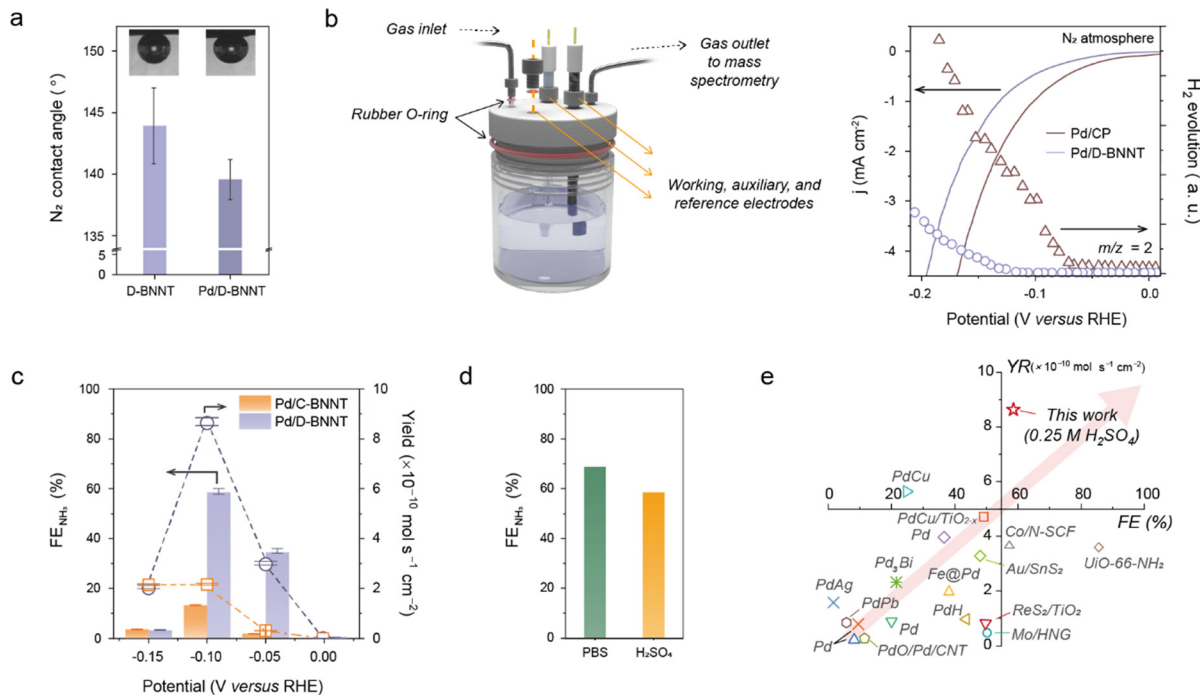 a
N₂ contact angle (°)
150
145
140
135
5
0
D-BNNT
Pd/D-BNNT
b
Gas inlet
Rubber O-ring
Gas outlet
to mass
spectrometry
Working, auxiliary, and
reference electrodes
N₂ atmosphere
Pd/CP
Pd/D-BNNT
m/z = 2
j (mA cm⁻²)
0
-1
-2
-3
-4
H₂ evolution (a. u.)
-0.2
-0.1
0.0
Potential (V versus RHE)
c
Pd/C-BNNT
Pd/D-BNNT
FE NH₃ (%)
100
80
60
40
20
0
Yield (×10⁻¹⁰ mol s⁻¹ cm⁻²)
10
8
6
4
2
0
-0.15
-0.10
-0.05
0.00
Potential (V versus RHE)
d
FE NH₃ (%)
100
80
60
40
20
0
PBS
H₂SO₄
e
YR (×10⁻¹⁰ mol s⁻¹ cm⁻²)
10
8
6
4
2
0
This work
(0.25 M H₂SO₄)
0
20
40
60
80
100
FE (%)
PdCu
PdCu/TiO₂₋ₓ
Pd
Co/N-SCF
Au/SnS₂
UiO-66-NH₂
Pd₃Bi
Fe@Pd
PdAg
PdPb
PdH
ReS₂/TiO₂
Pd
Mo/HNG
Pd
PdO/Pd/CNT